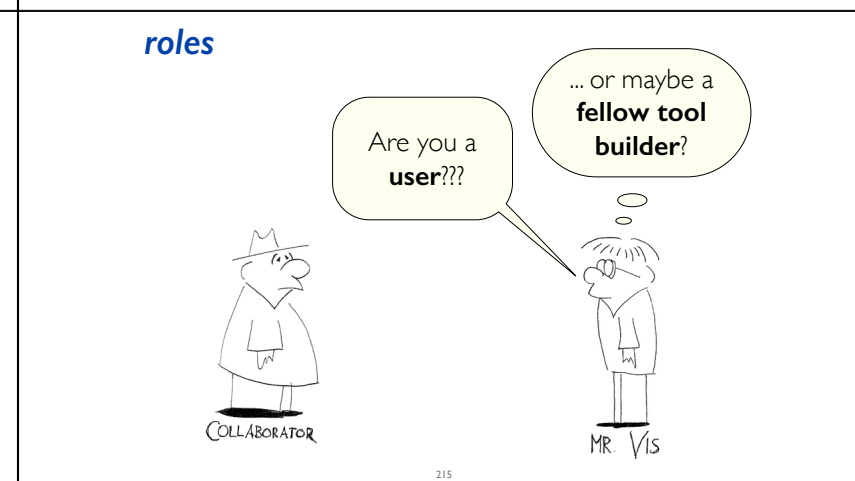 roles
Are you a
user???
... or maybe a
fellow tool
builder?
COLLABORATOR
MR. VIS
215